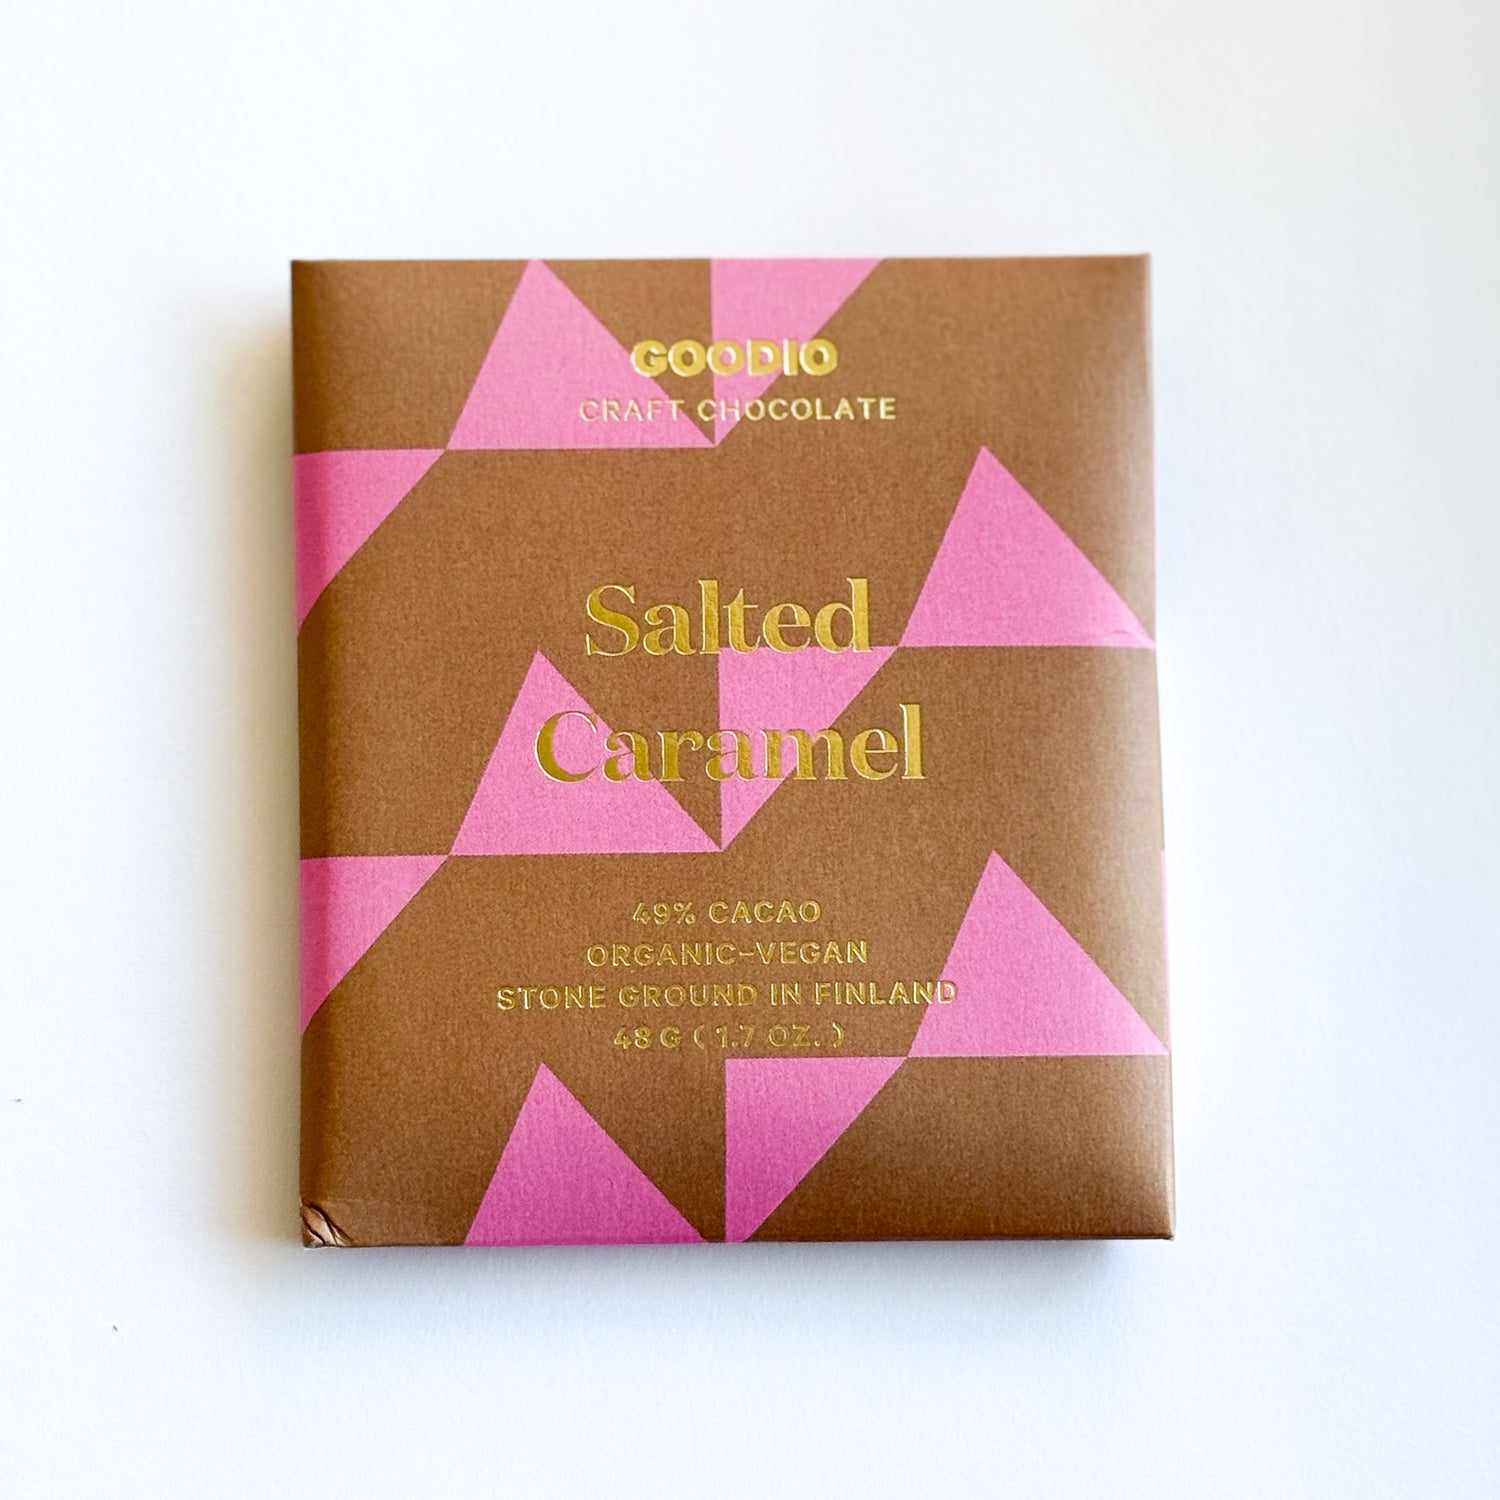 GOODIO
CRAFT CHOCOLATE
Salted
Caramel
49% CACAO
ORGANIC-VEGAN
STONE GROUND IN FINLAND
48 G ( 1.7 OZ. )